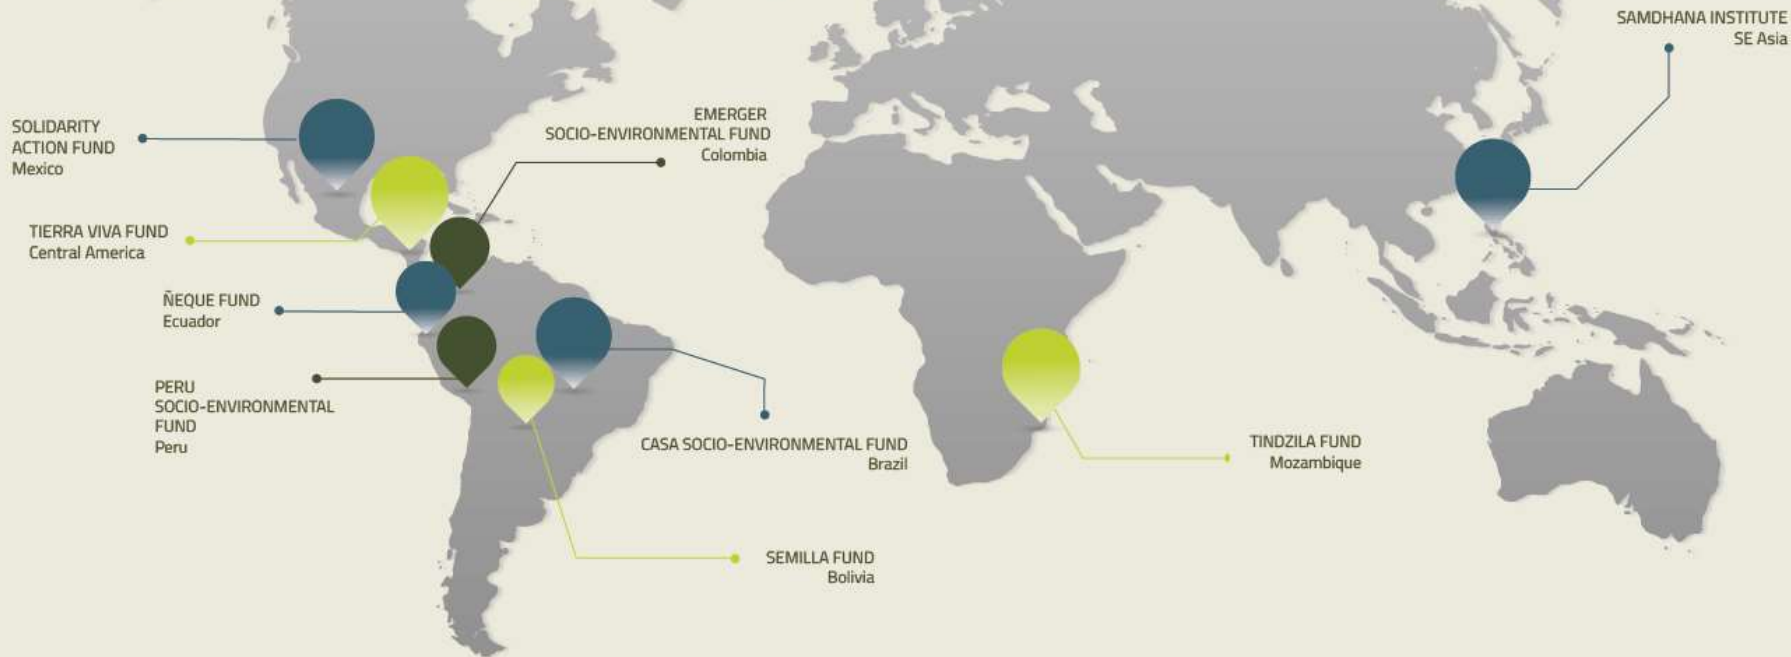 SAMDHANA INSTITUTE
SE Asia
SOLIDARITY
ACTION FUND
Mexico
EMERGER
SOCIO-ENVIRONMENTAL FUND
Colombia
TIERRA VIVA FUND
Central America
ÑEQUE FUND
Ecuador
PERU
SOCIO-ENVIRONMENTAL
FUND
Peru
CASA SOCIO-ENVIRONMENTAL FUND
Brazil
TINDZILA FUND
Mozambique
SEMILLA FUND
Bolivia